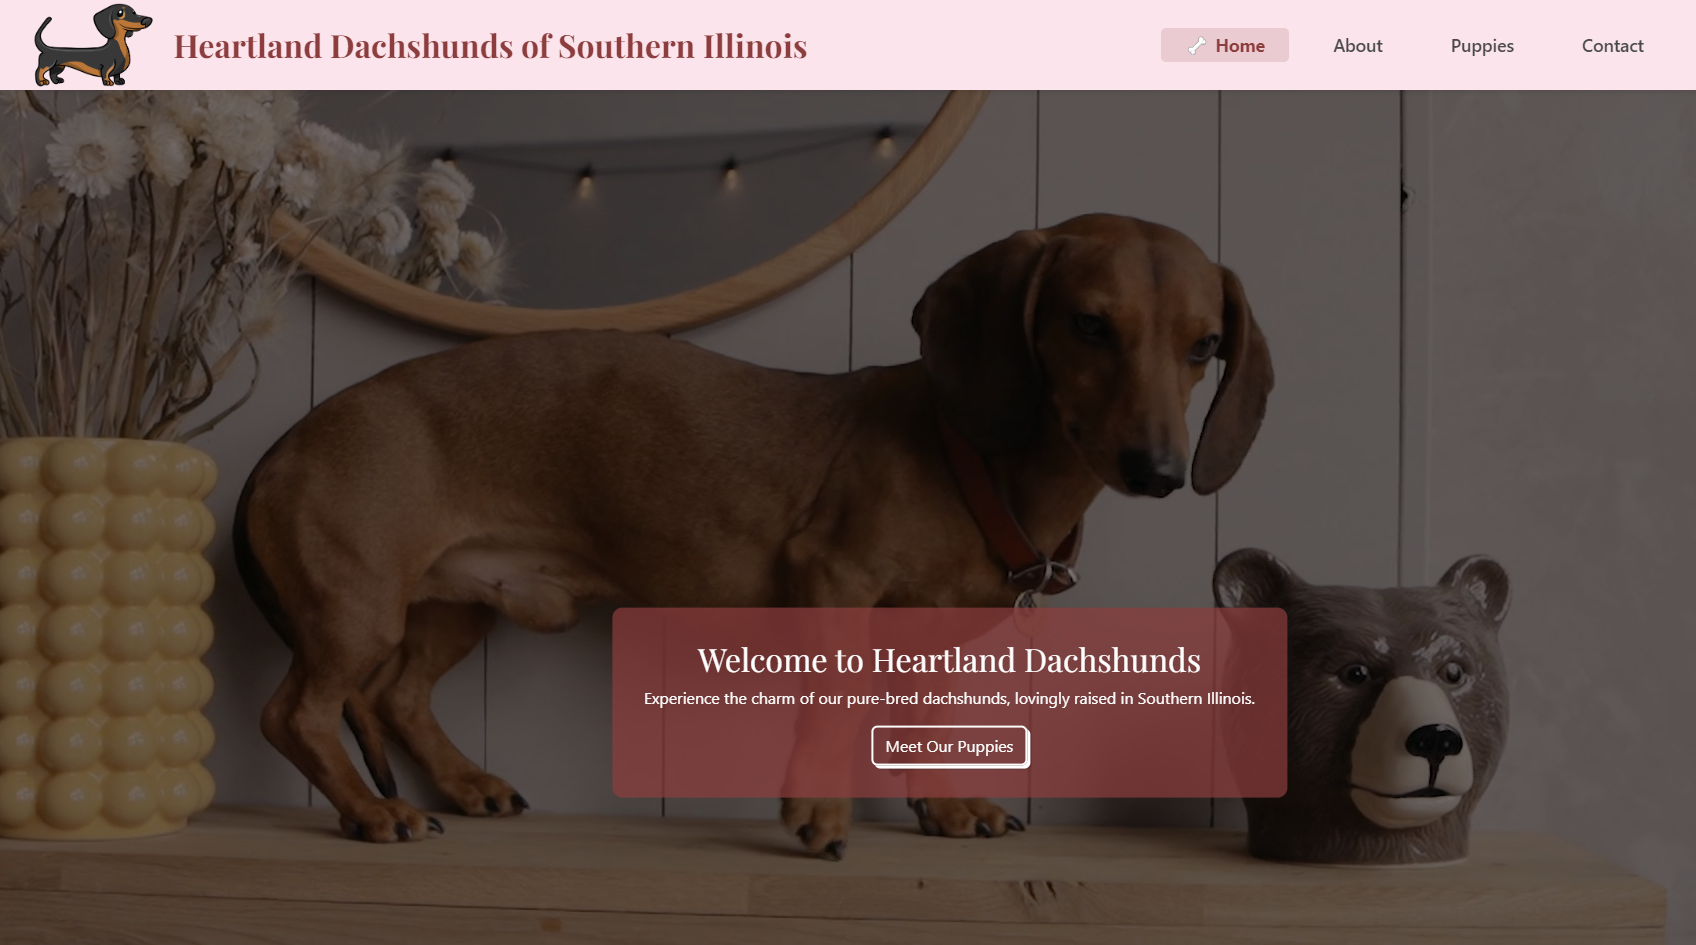 Heartland Dachshunds of Southern Illinois
Home
About
Puppies
Contact
Welcome to Heartland Dachshunds
Experience the charm of our pure-bred dachshunds, lovingly raised in Southern Illinois.
Meet Our Puppies